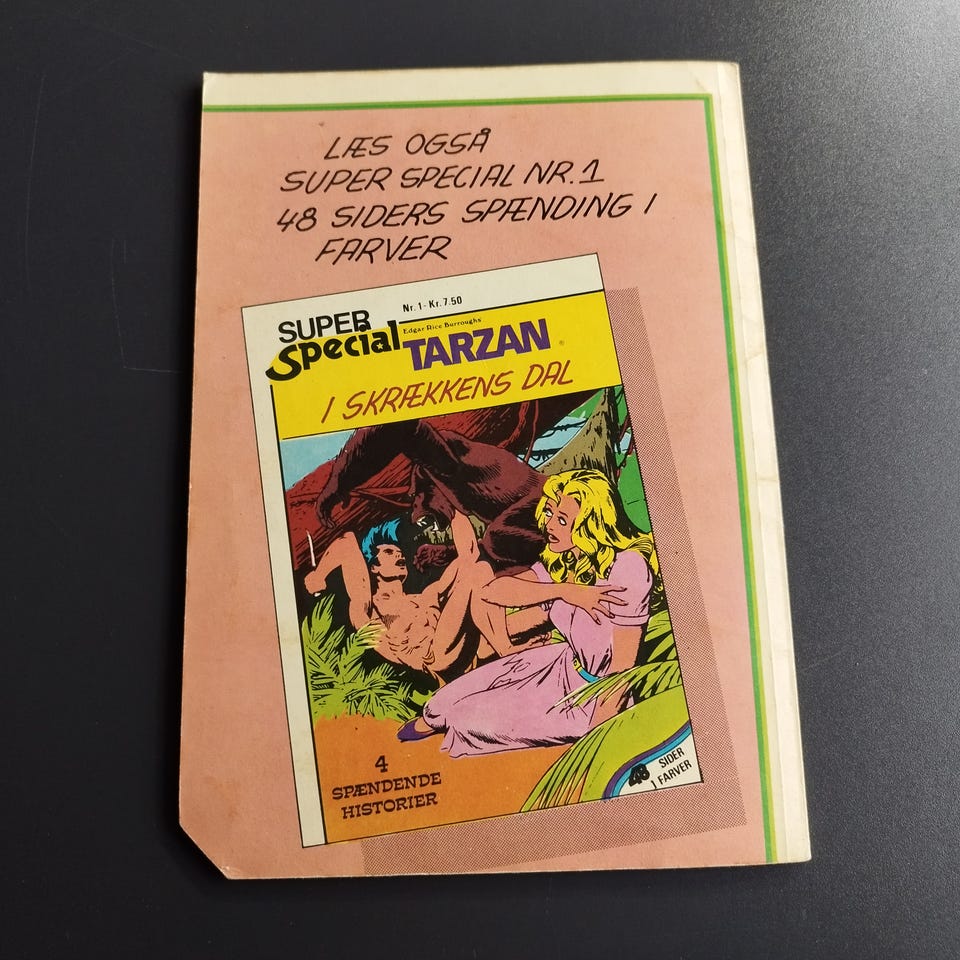 LÆS OGSÅ
SUPER SPECIAL NR.1
48 SIDERS SPÆNDING I
FARVER
Nr. 1 - Kr. 7.50
SUPER
Special
Edgar Rice Burroughs'
TARZAN ®
I SKRÆKKENS DAL
4
SPÆNDENDE
HISTORIER
48 SIDER
I FARVER